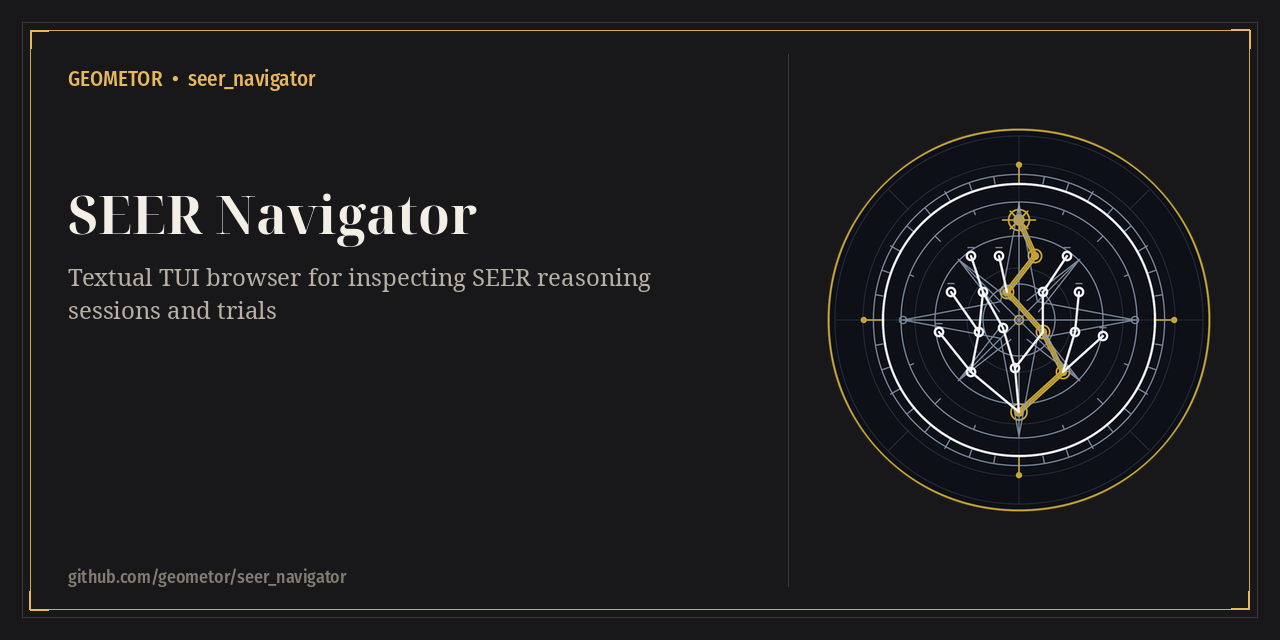 GEOMETOR • seer_navigator
SEER Navigator
Textual TUI browser for inspecting SEER reasoning
sessions and trials
github.com/geometor/seer_navigator